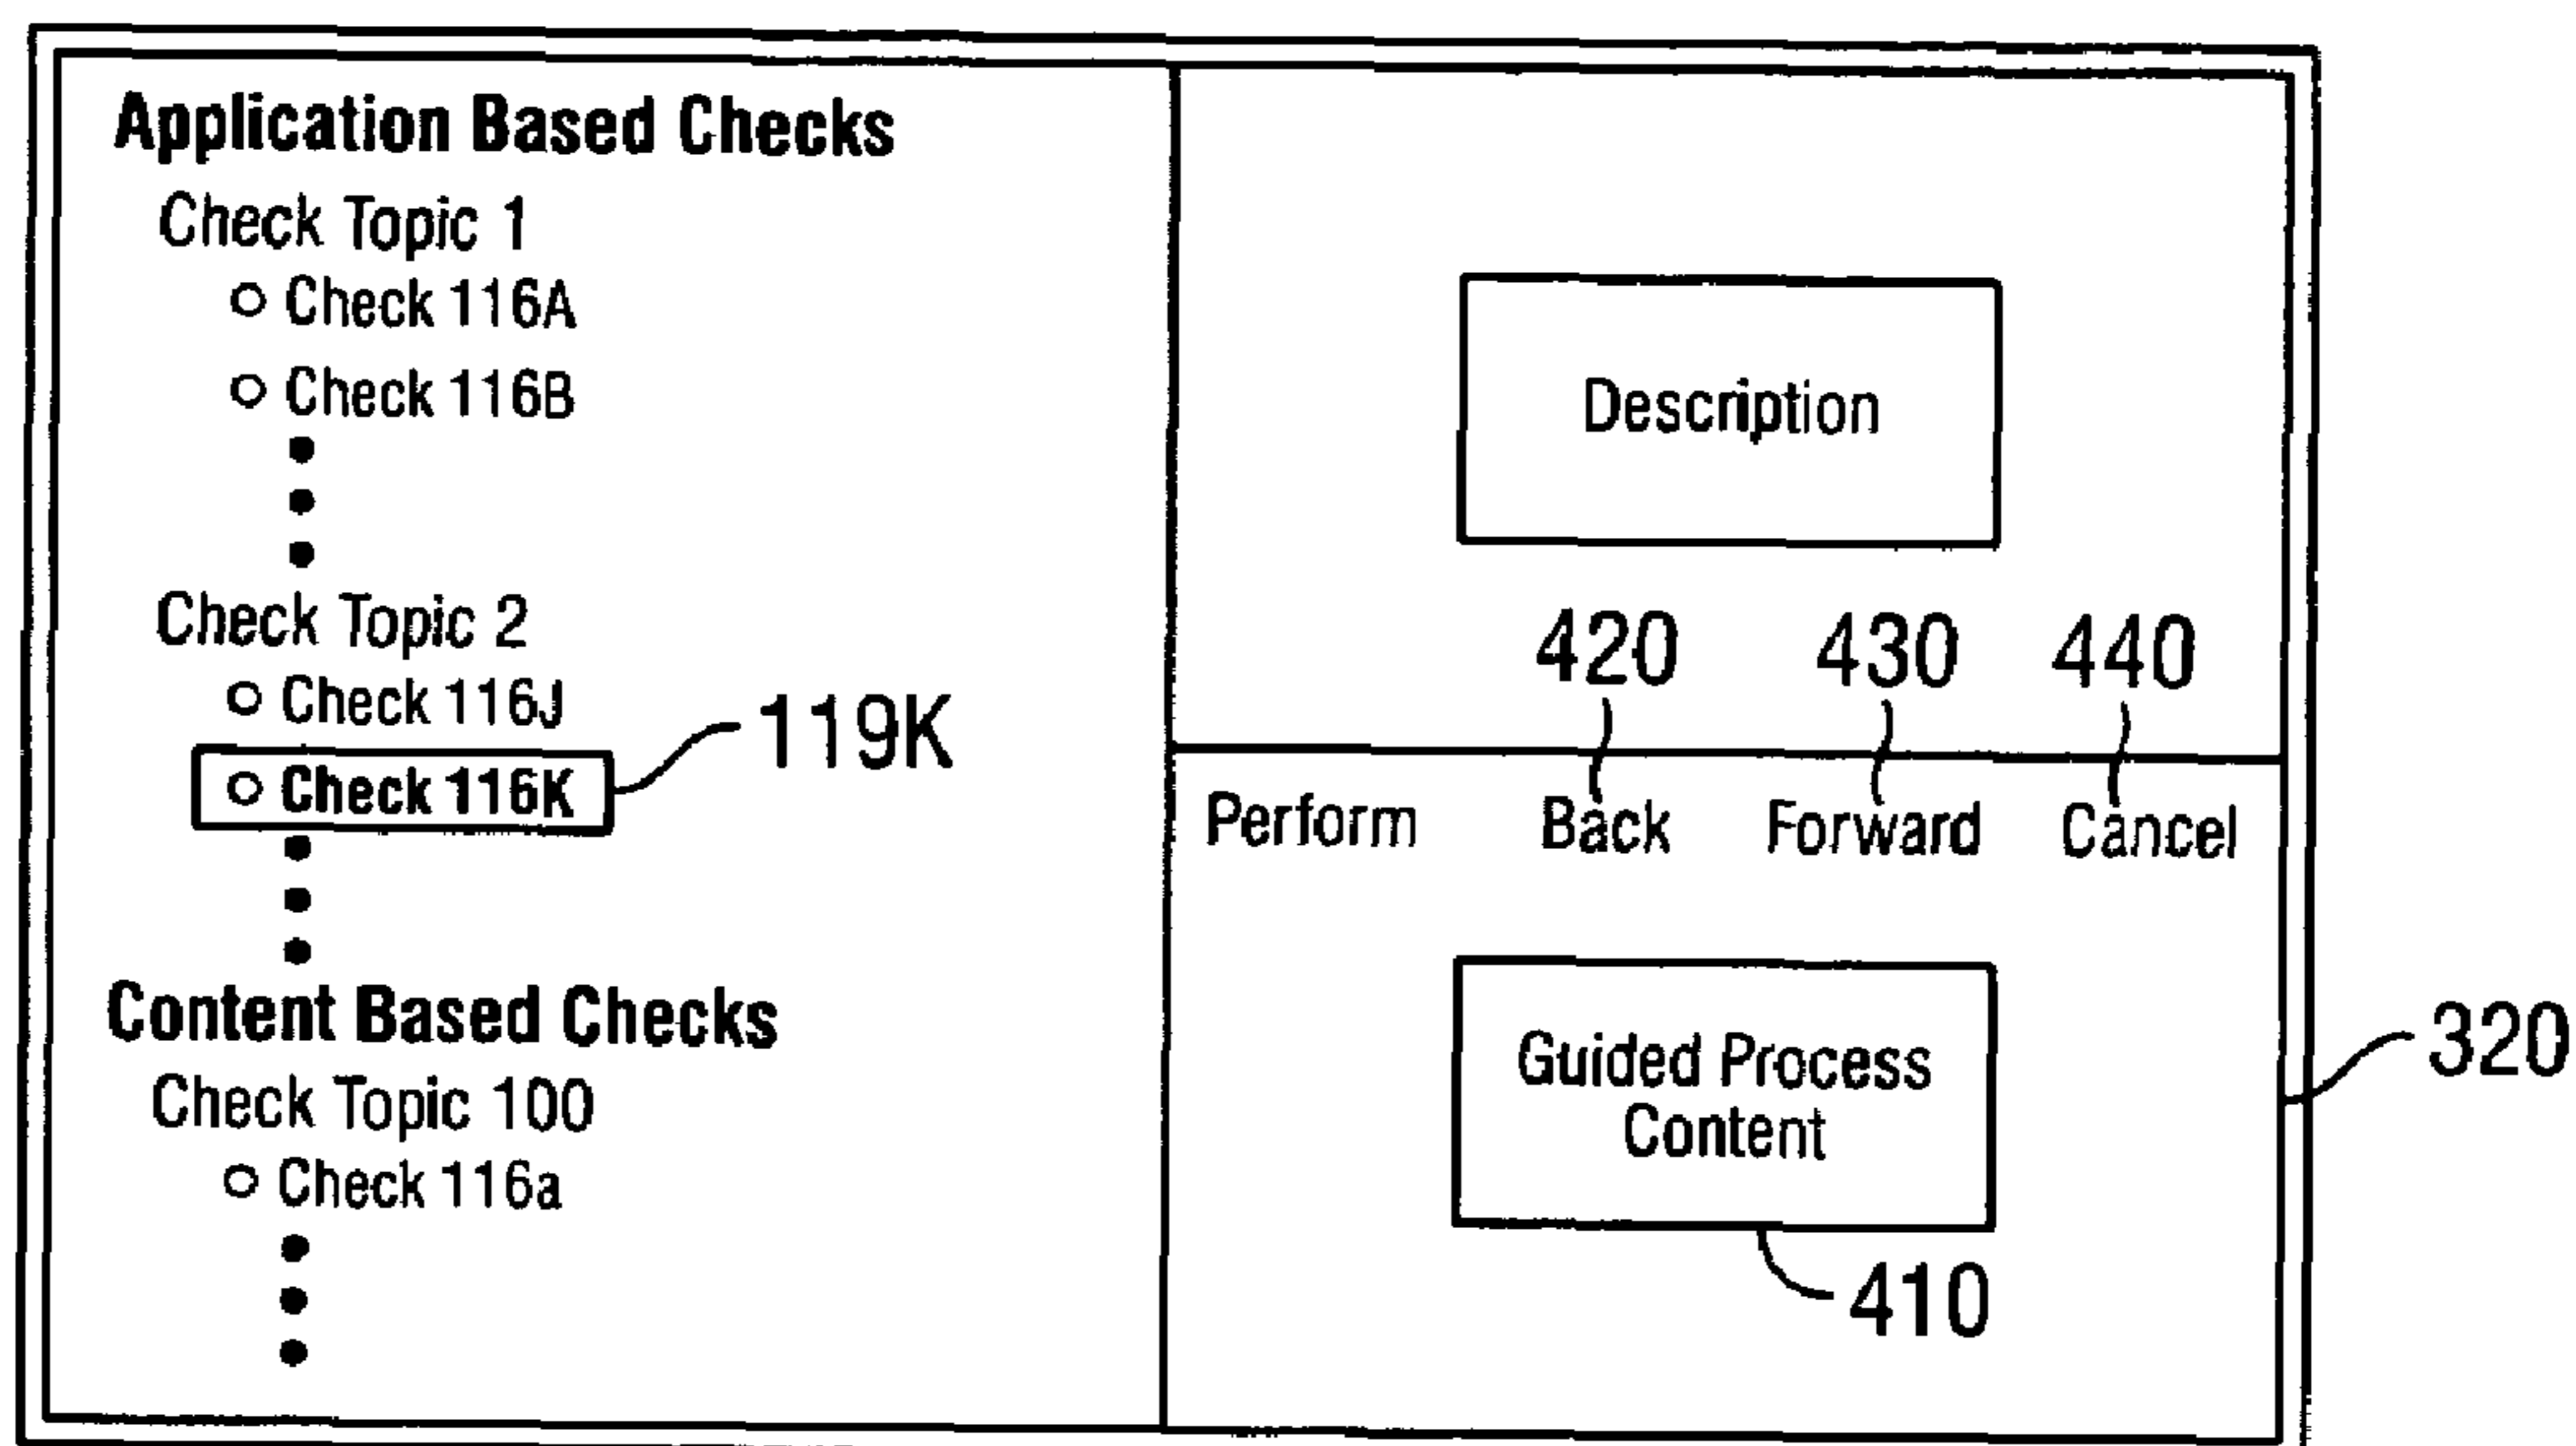 Application Based Checks
Check Topic 1
Check 116A
Check 116B
Check Topic 2
Check 116J
119K
Check 116K
Content Based Checks
Check Topic 100
Check 116a
Description
420 430 440
Perform Back Forward Cancel
Guided Process
Content
410
320